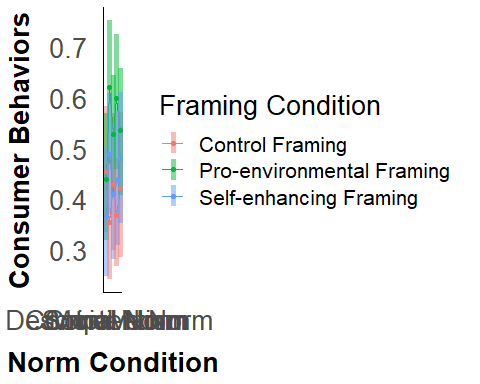 Consumer Behaviors
0.7
0.6
0.5
0.4
0.3
Framing Condition
Control Framing
Pro-environmental Framing
Self-enhancing Framing
Norm
Norm Condition